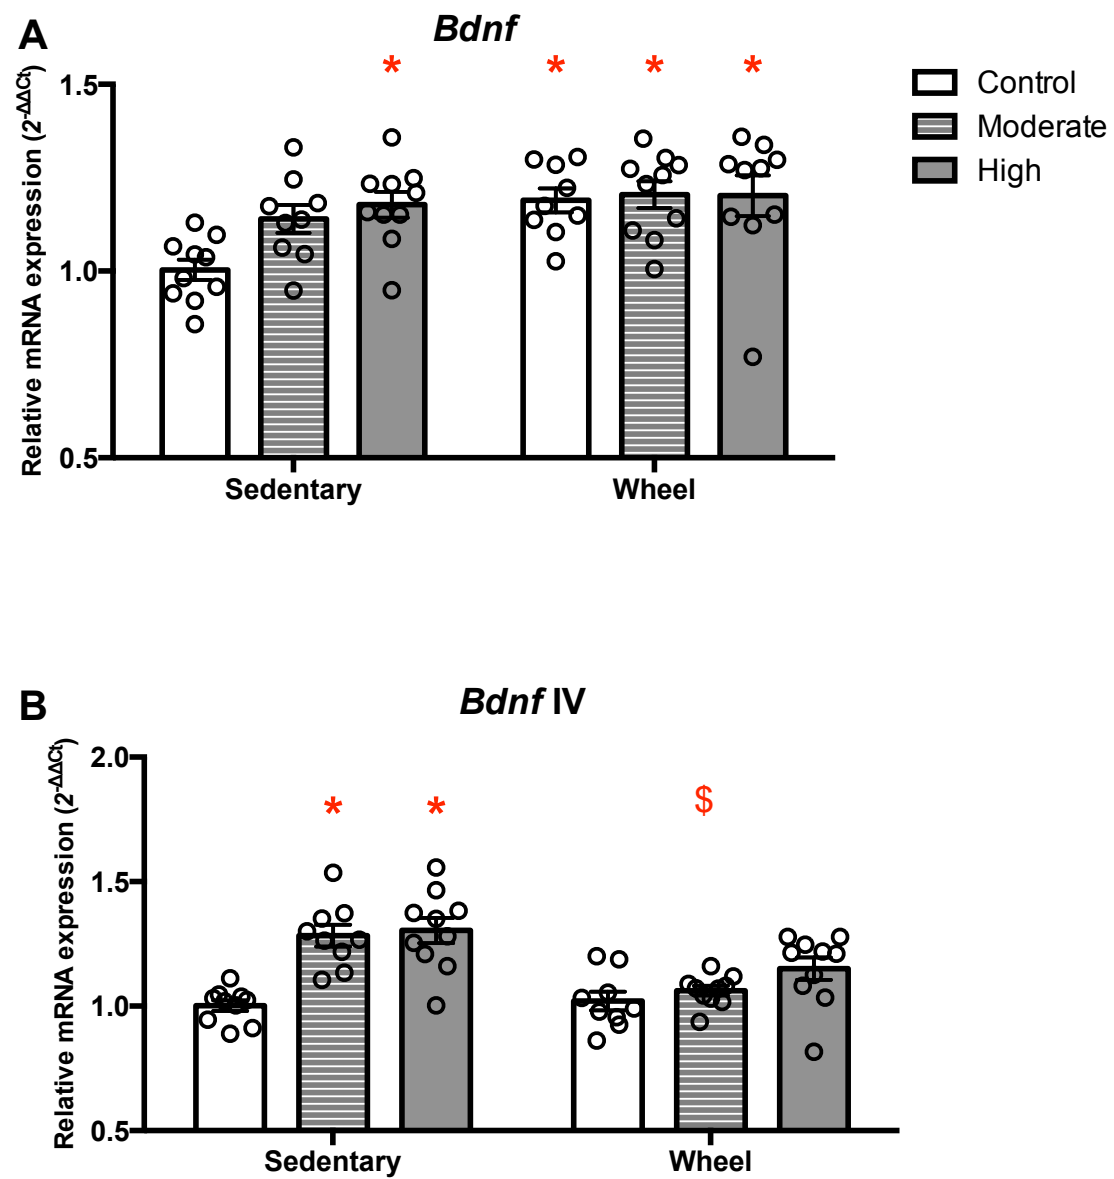 A
Bdnf
Relative mRNA expression (2-ΔΔCt)
1.5
1.0
0.5
*
* * *
Sedentary
Wheel
Control
Moderate
High
B
Bdnf IV
Relative mRNA expression (2-ΔΔCt)
2.0
1.5
1.0
0.5
* *
$
Sedentary
Wheel